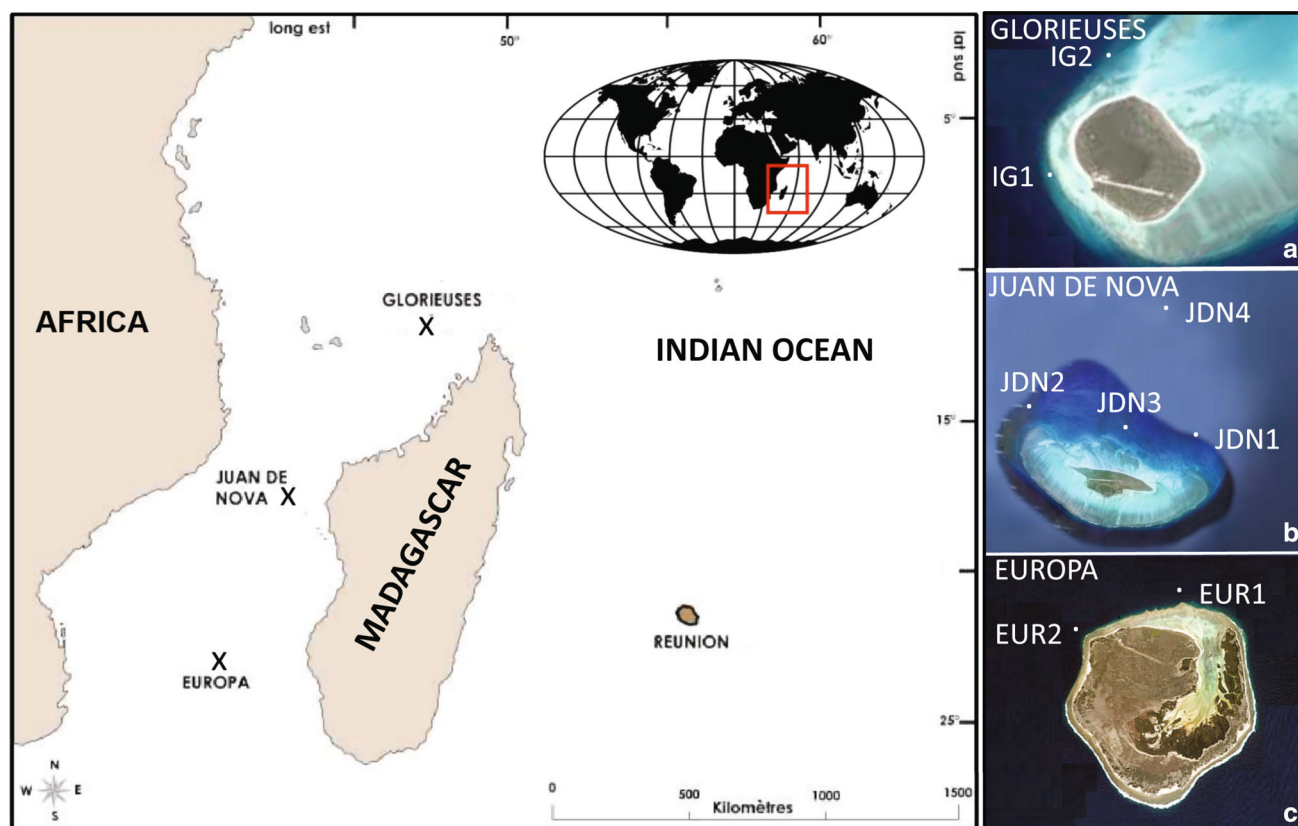 long est
50°
60°
lat sud
5°
GLORIEUSES
AFRICA
INDIAN OCEAN
15°
JUAN DE
NOVA
MADAGASCAR
REUNION
EUROPA
25°
N
W E
S
0 500 1000 1500
Kilomètres
GLORIEUSES
IG2
IG1
a
JUAN DE NOVA
JDN4
JDN2
JDN3
JDN1
b
EUROPA
EUR1
EUR2
c